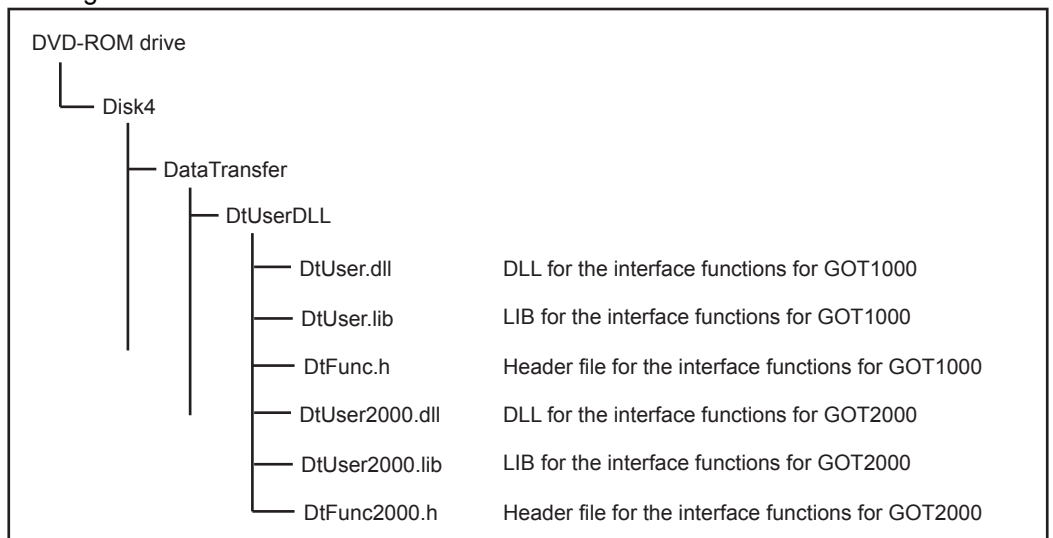 DVD-ROM drive
Disk4
DataTransfer
DtUserDLL
DtUser.dll DLL for the interface functions for GOT1000
DtUser.lib LIB for the interface functions for GOT1000
DtFunc.h Header file for the interface functions for GOT1000
DtUser2000.dll DLL for the interface functions for GOT2000
DtUser2000.lib LIB for the interface functions for GOT2000
DtFunc2000.h Header file for the interface functions for GOT2000